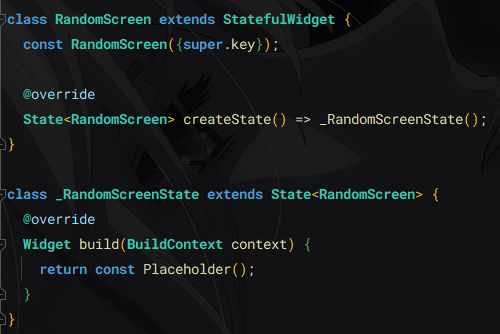 class RandomScreen extends StatefulWidget {
  const RandomScreen({super.key});

  @override
  State<RandomScreen> createState() => _RandomScreenState();
}

class _RandomScreenState extends State<RandomScreen> {
  @override
  Widget build(BuildContext context) {
    return const Placeholder();
  }
}